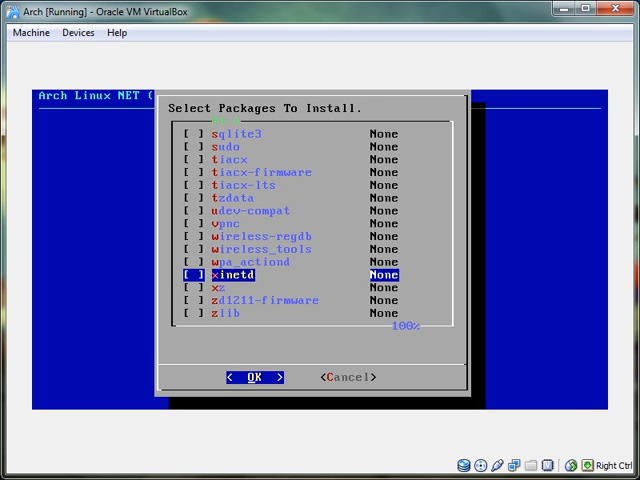 Arch [Running] - Oracle VM VirtualBox
Machine Devices Help
Arch Linux NET (
Select Packages To Install.
[ ] sqlite3 None
[ ] sudo None
[ ] tiacx None
[ ] tiacx-firmware None
[ ] tiacx-lts None
[ ] tzdata None
[ ] udev-compat None
[ ] vpnc None
[ ] wireless-regdb None
[ ] wireless_tools None
[ ] wpa_actiond None
[ ] xinetd None
[ ] xz None
[ ] zd1211-firmware None
[ ] zlib None
100%
< OK > <Cancel>
Right Ctrl